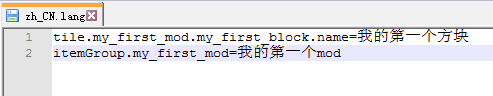 zh_CN.lang
1 tile.my_first_mod.my_first_block.name=我的第一个方块
2 itemGroup.my_first_mod=我的第一个mod